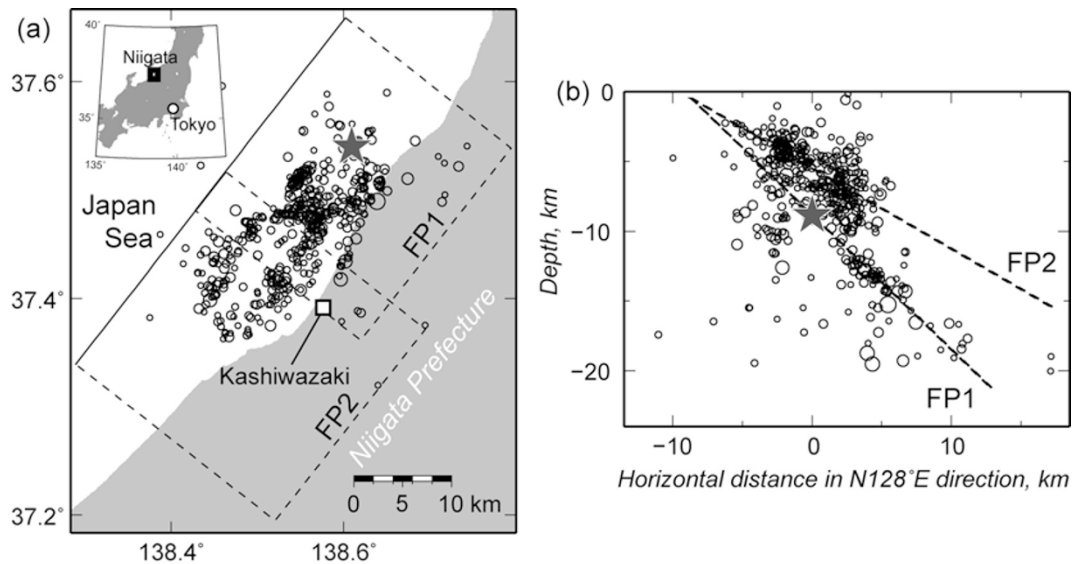 (a)
40˚
35˚
135˚
140˚
Niigata
Tokyo
37.6˚
37.4˚
37.2˚
138.4˚
138.6˚
Japan
Sea
Kashiwazaki
FP1
FP2
Niigata Prefecture
0 5 10 km
(b)
0
−10
−20
Depth, km
FP2
FP1
−10 0 10
Horizontal distance in N128˚E direction, km